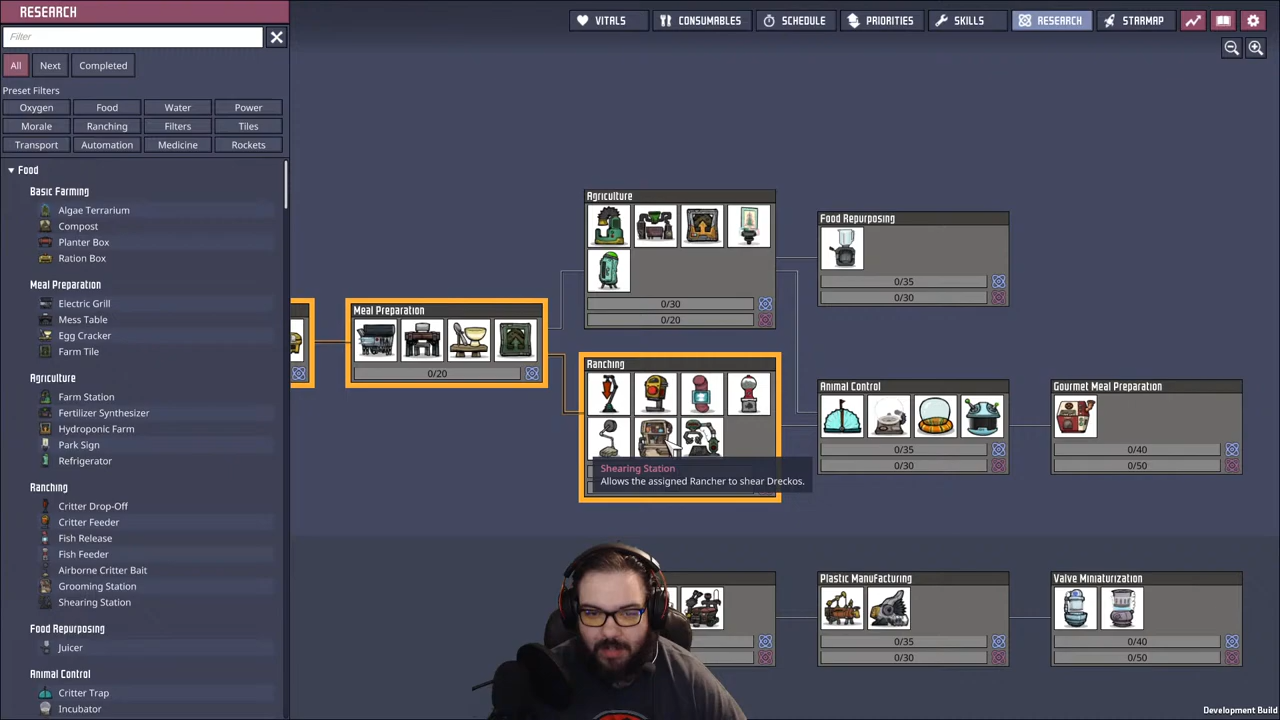 RESEARCH
VITALS
CONSUMABLES
SCHEDULE
PRIORITIES
SKILLS
RESEARCH
STARMAP
Filter
All
Next
Completed
Preset Filters
Oxygen
Food
Water
Power
Morale
Ranching
Filters
Tiles
Transport
Automation
Medicine
Rockets
Food
Basic Farming
Algae Terrarium
Compost
Planter Box
Ration Box
Meal Preparation
Electric Grill
Mess Table
Egg Cracker
Farm Tile
Agriculture
Farm Station
Fertilizer Synthesizer
Hydroponic Farm
Park Sign
Refrigerator
Ranching
Critter Drop-Off
Critter Feeder
Fish Release
Fish Feeder
Airborne Critter Bait
Grooming Station
Shearing Station
Food Repurposing
Juicer
Animal Control
Critter Trap
Incubator
Meal Preparation
0/20
Agriculture
0/30
0/20
Food Repurposing
0/35
0/30
Ranching
Shearing Station
Allows the assigned Rancher to shear Dreckos.
Animal Control
0/35
0/30
Gourmet Meal Preparation
0/40
0/50
Plastic Manufacturing
0/35
0/30
Valve Miniaturization
0/40
0/50
Development Build